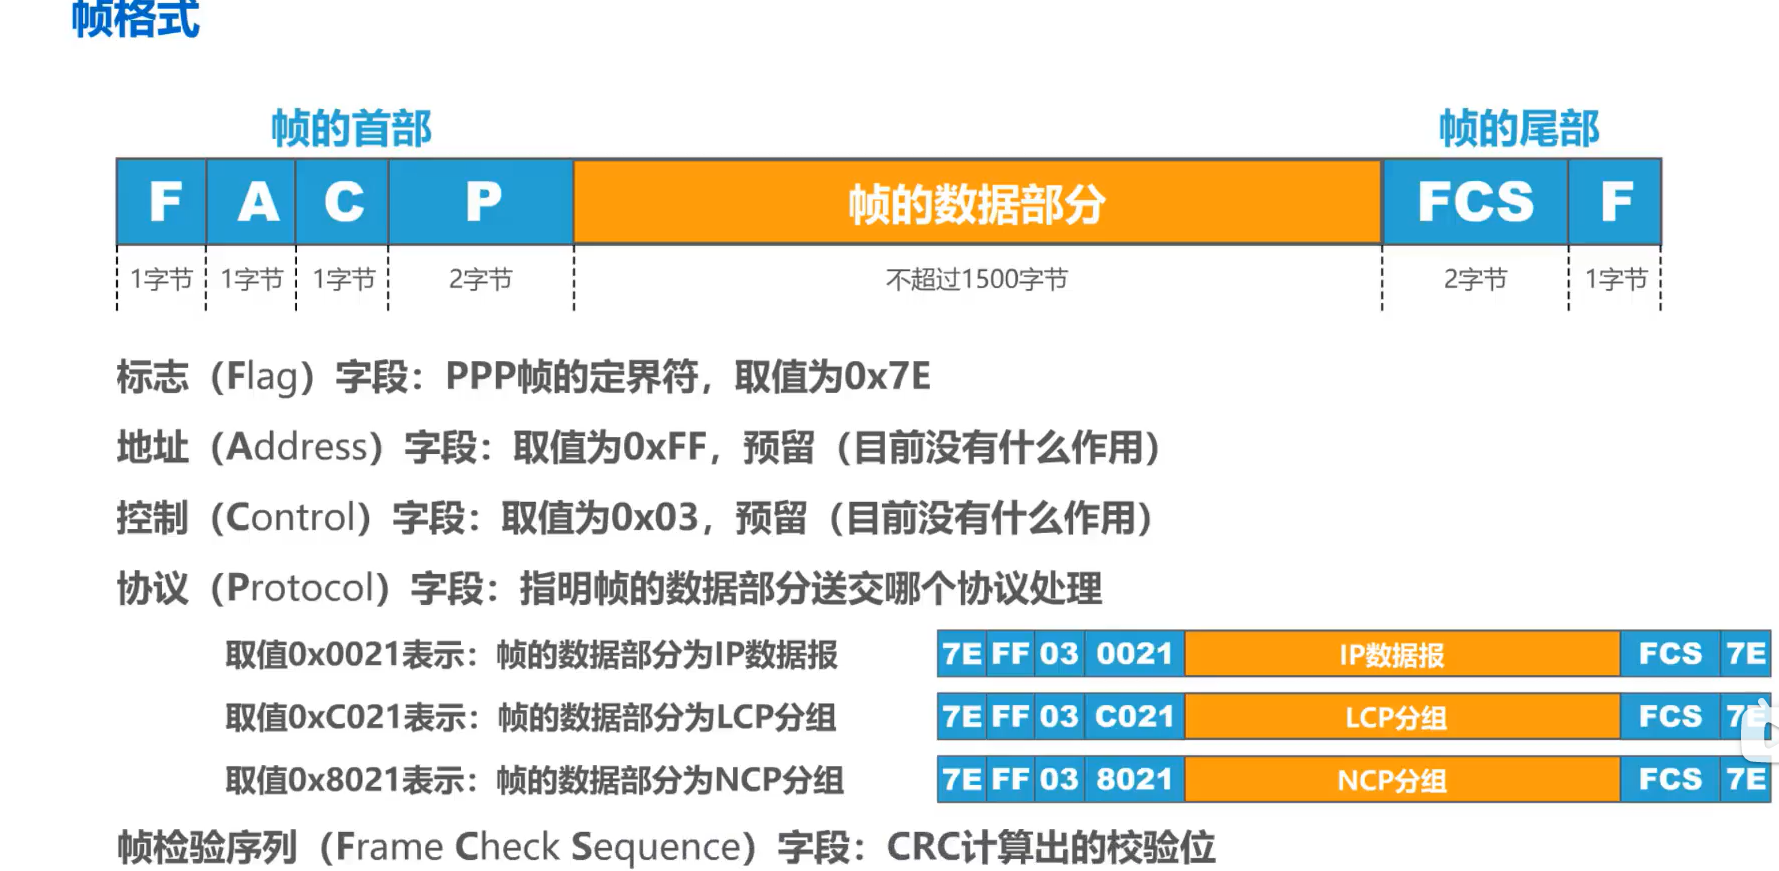 帧格式
帧的首部 帧的尾部
F A C P 帧的数据部分 FCS F
1字节 1字节 1字节 2字节 不超过1500字节 2字节 1字节
标志（Flag）字段：PPP帧的定界符，取值为0x7E
地址（Address）字段：取值为0xFF，预留（目前没有什么作用）
控制（Control）字段：取值为0x03，预留（目前没有什么作用）
协议（Protocol）字段：指明帧的数据部分送交哪个协议处理
取值0x0021表示：帧的数据部分为IP数据报 7E FF 03 0021 IP数据报 FCS 7E
取值0xC021表示：帧的数据部分为LCP分组 7E FF 03 C021 LCP分组 FCS 7E
取值0x8021表示：帧的数据部分为NCP分组 7E FF 03 8021 NCP分组 FCS 7E
帧检验序列（Frame Check Sequence）字段：CRC计算出的校验位